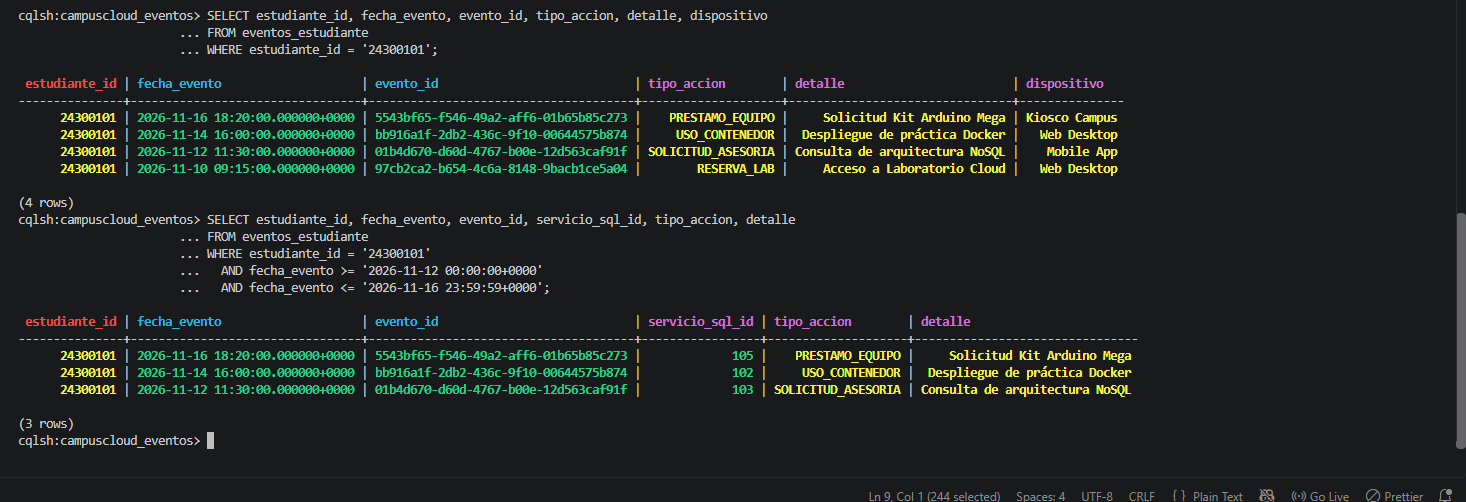 cqlsh:campuscloud_eventos> SELECT estudiante_id, fecha_evento, evento_id, tipo_accion, detalle, dispositivo
... FROM eventos_estudiante
... WHERE estudiante_id = '24300101';
estudiante_id | fecha_evento | evento_id | tipo_accion | detalle | dispositivo
---------------+---------------------------------+--------------------------------------+------------------+------------------------------+--------------
24300101 | 2026-11-16 18:20:00.000000+0000 | 5543bf65-f546-49a2-aff6-01b65b85c273 | PRESTAMO_EQUIPO | Solicitud Kit Arduino Mega | Kiosco Campus
24300101 | 2026-11-14 16:00:00.000000+0000 | bb916a1f-2db2-436c-9f10-00644575b874 | USO_CONTENEDOR | Despliegue de práctica Docker | Web Desktop
24300101 | 2026-11-12 11:30:00.000000+0000 | 01b4d670-d60d-4767-b00e-12d563caf91f | SOLICITUD_ASESORIA | Consulta de arquitectura NoSQL | Mobile App
24300101 | 2026-11-10 09:15:00.000000+0000 | 97cb2ca2-b654-4c6a-8148-9bacb1ce5a04 | RESERVA_LAB | Acceso a Laboratorio Cloud | Web Desktop
(4 rows)
cqlsh:campuscloud_eventos> SELECT estudiante_id, fecha_evento, evento_id, servicio_sql_id, tipo_accion, detalle
... FROM eventos_estudiante
... WHERE estudiante_id = '24300101'
... AND fecha_evento >= '2026-11-12 00:00:00+0000'
... AND fecha_evento <= '2026-11-16 23:59:59+0000';
estudiante_id | fecha_evento | evento_id | servicio_sql_id | tipo_accion | detalle
---------------+---------------------------------+--------------------------------------+-----------------+------------------+------------------------------
24300101 | 2026-11-16 18:20:00.000000+0000 | 5543bf65-f546-49a2-aff6-01b65b85c273 | 105 | PRESTAMO_EQUIPO | Solicitud Kit Arduino Mega
24300101 | 2026-11-14 16:00:00.000000+0000 | bb916a1f-2db2-436c-9f10-00644575b874 | 102 | USO_CONTENEDOR | Despliegue de práctica Docker
24300101 | 2026-11-12 11:30:00.000000+0000 | 01b4d670-d60d-4767-b00e-12d563caf91f | 103 | SOLICITUD_ASESORIA | Consulta de arquitectura NoSQL
(3 rows)
cqlsh:campuscloud_eventos>
Ln 9, Col 1 (244 selected) Spaces: 4 UTF-8 CRLF { } Plain Text Go Live Prettier